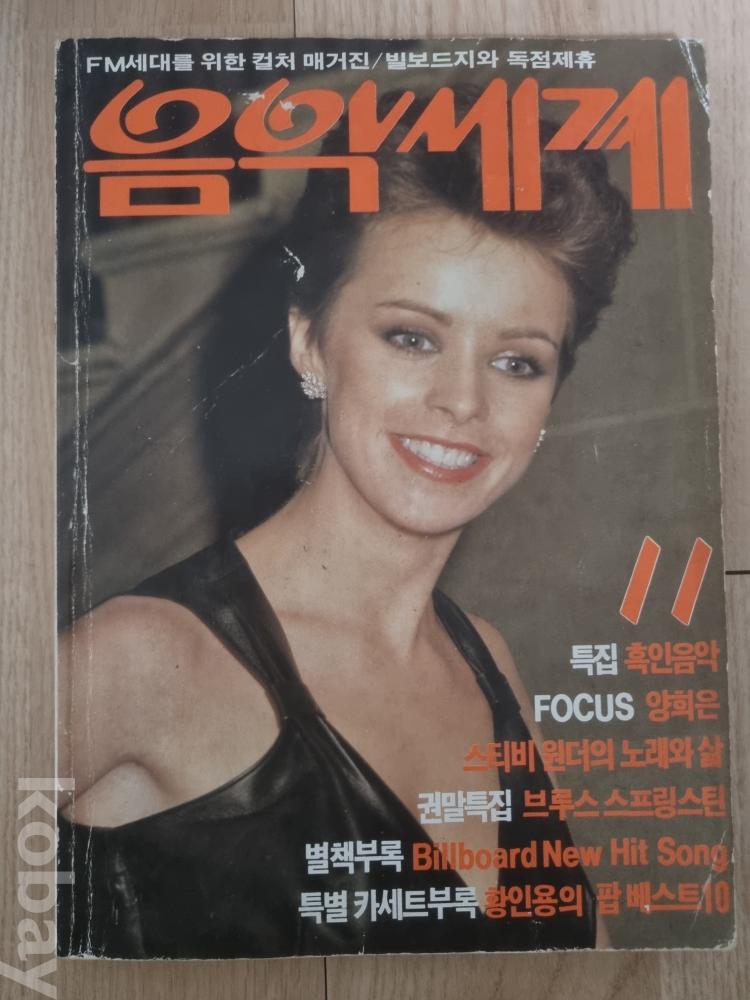 FM세대를 위한 컬처 매거진/빌보드지와 독점제휴
음악세계
11
특집 흑인음악
FOCUS 양희은
스티비 원더의 노래와 삶
권말특집 브루스 스프링스틴
별책부록 Billboard New Hit Song
특별 카세트부록 황인용의 팝 베스트10
kobay